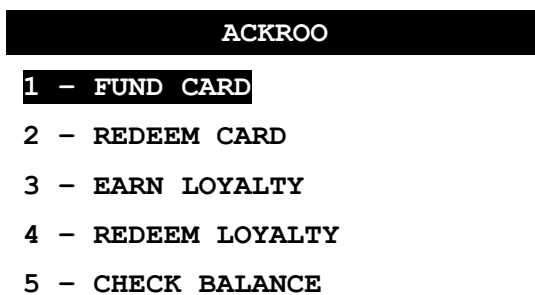 ACKROO
1 – FUND CARD
2 – REDEEM CARD
3 – EARN LOYALTY
4 – REDEEM LOYALTY
5 – CHECK BALANCE